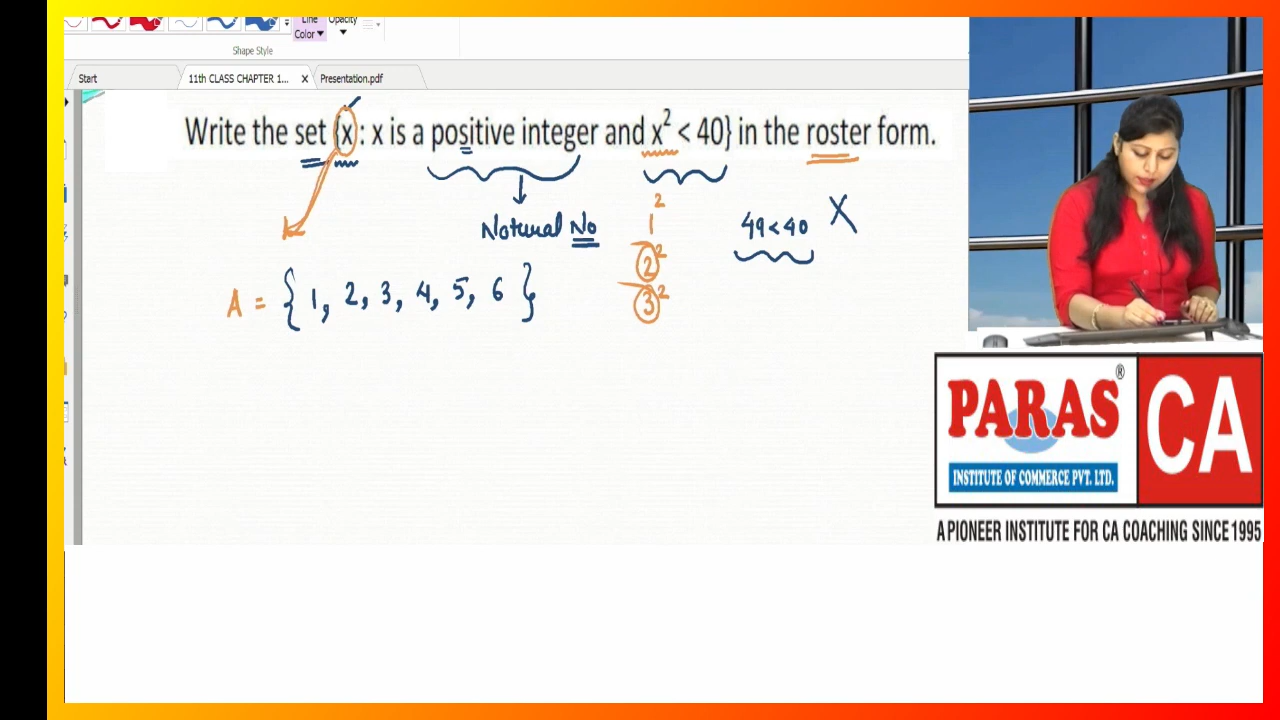 Line
Color
Opacity
Shape Style
Start
11th CLASS CHAPTER 1... X
Presentation.pdf
Write the set {x : x is a positive integer and x² < 40} in the roster form.
Natural No
1²
2²
3²
49<40 X
A = { 1, 2, 3, 4, 5, 6 }
PARAS®
INSTITUTE OF COMMERCE PVT. LTD.
CA
A PIONEER INSTITUTE FOR CA COACHING SINCE 1995